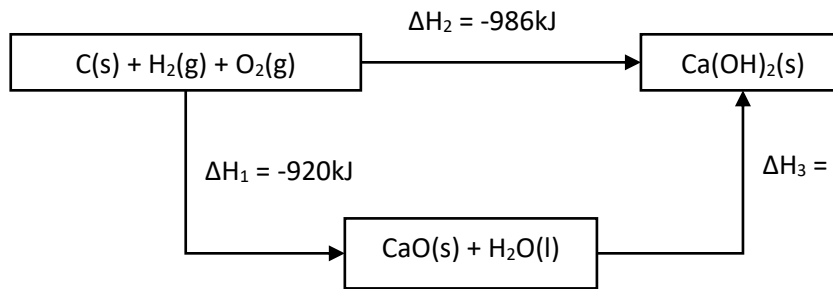 ΔH₂ = -986kJ
C(s) + H₂(g) + O₂(g)
Ca(OH)₂(s)
ΔH₁ = -920kJ
ΔH₃ =
CaO(s) + H₂O(l)